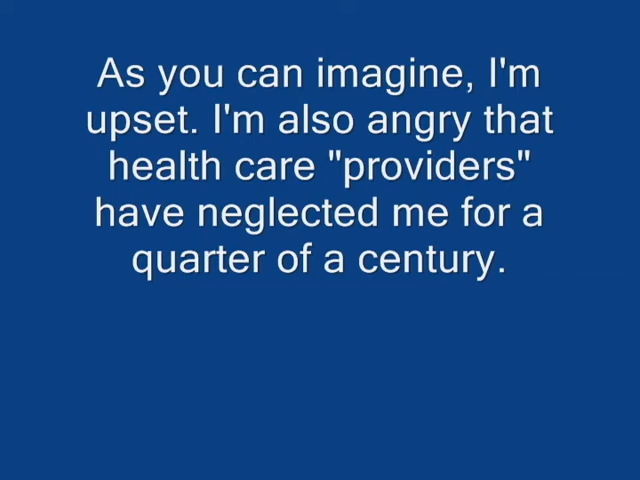 As you can imagine, I'm
upset. I'm also angry that
health care "providers"
have neglected me for a
quarter of a century.